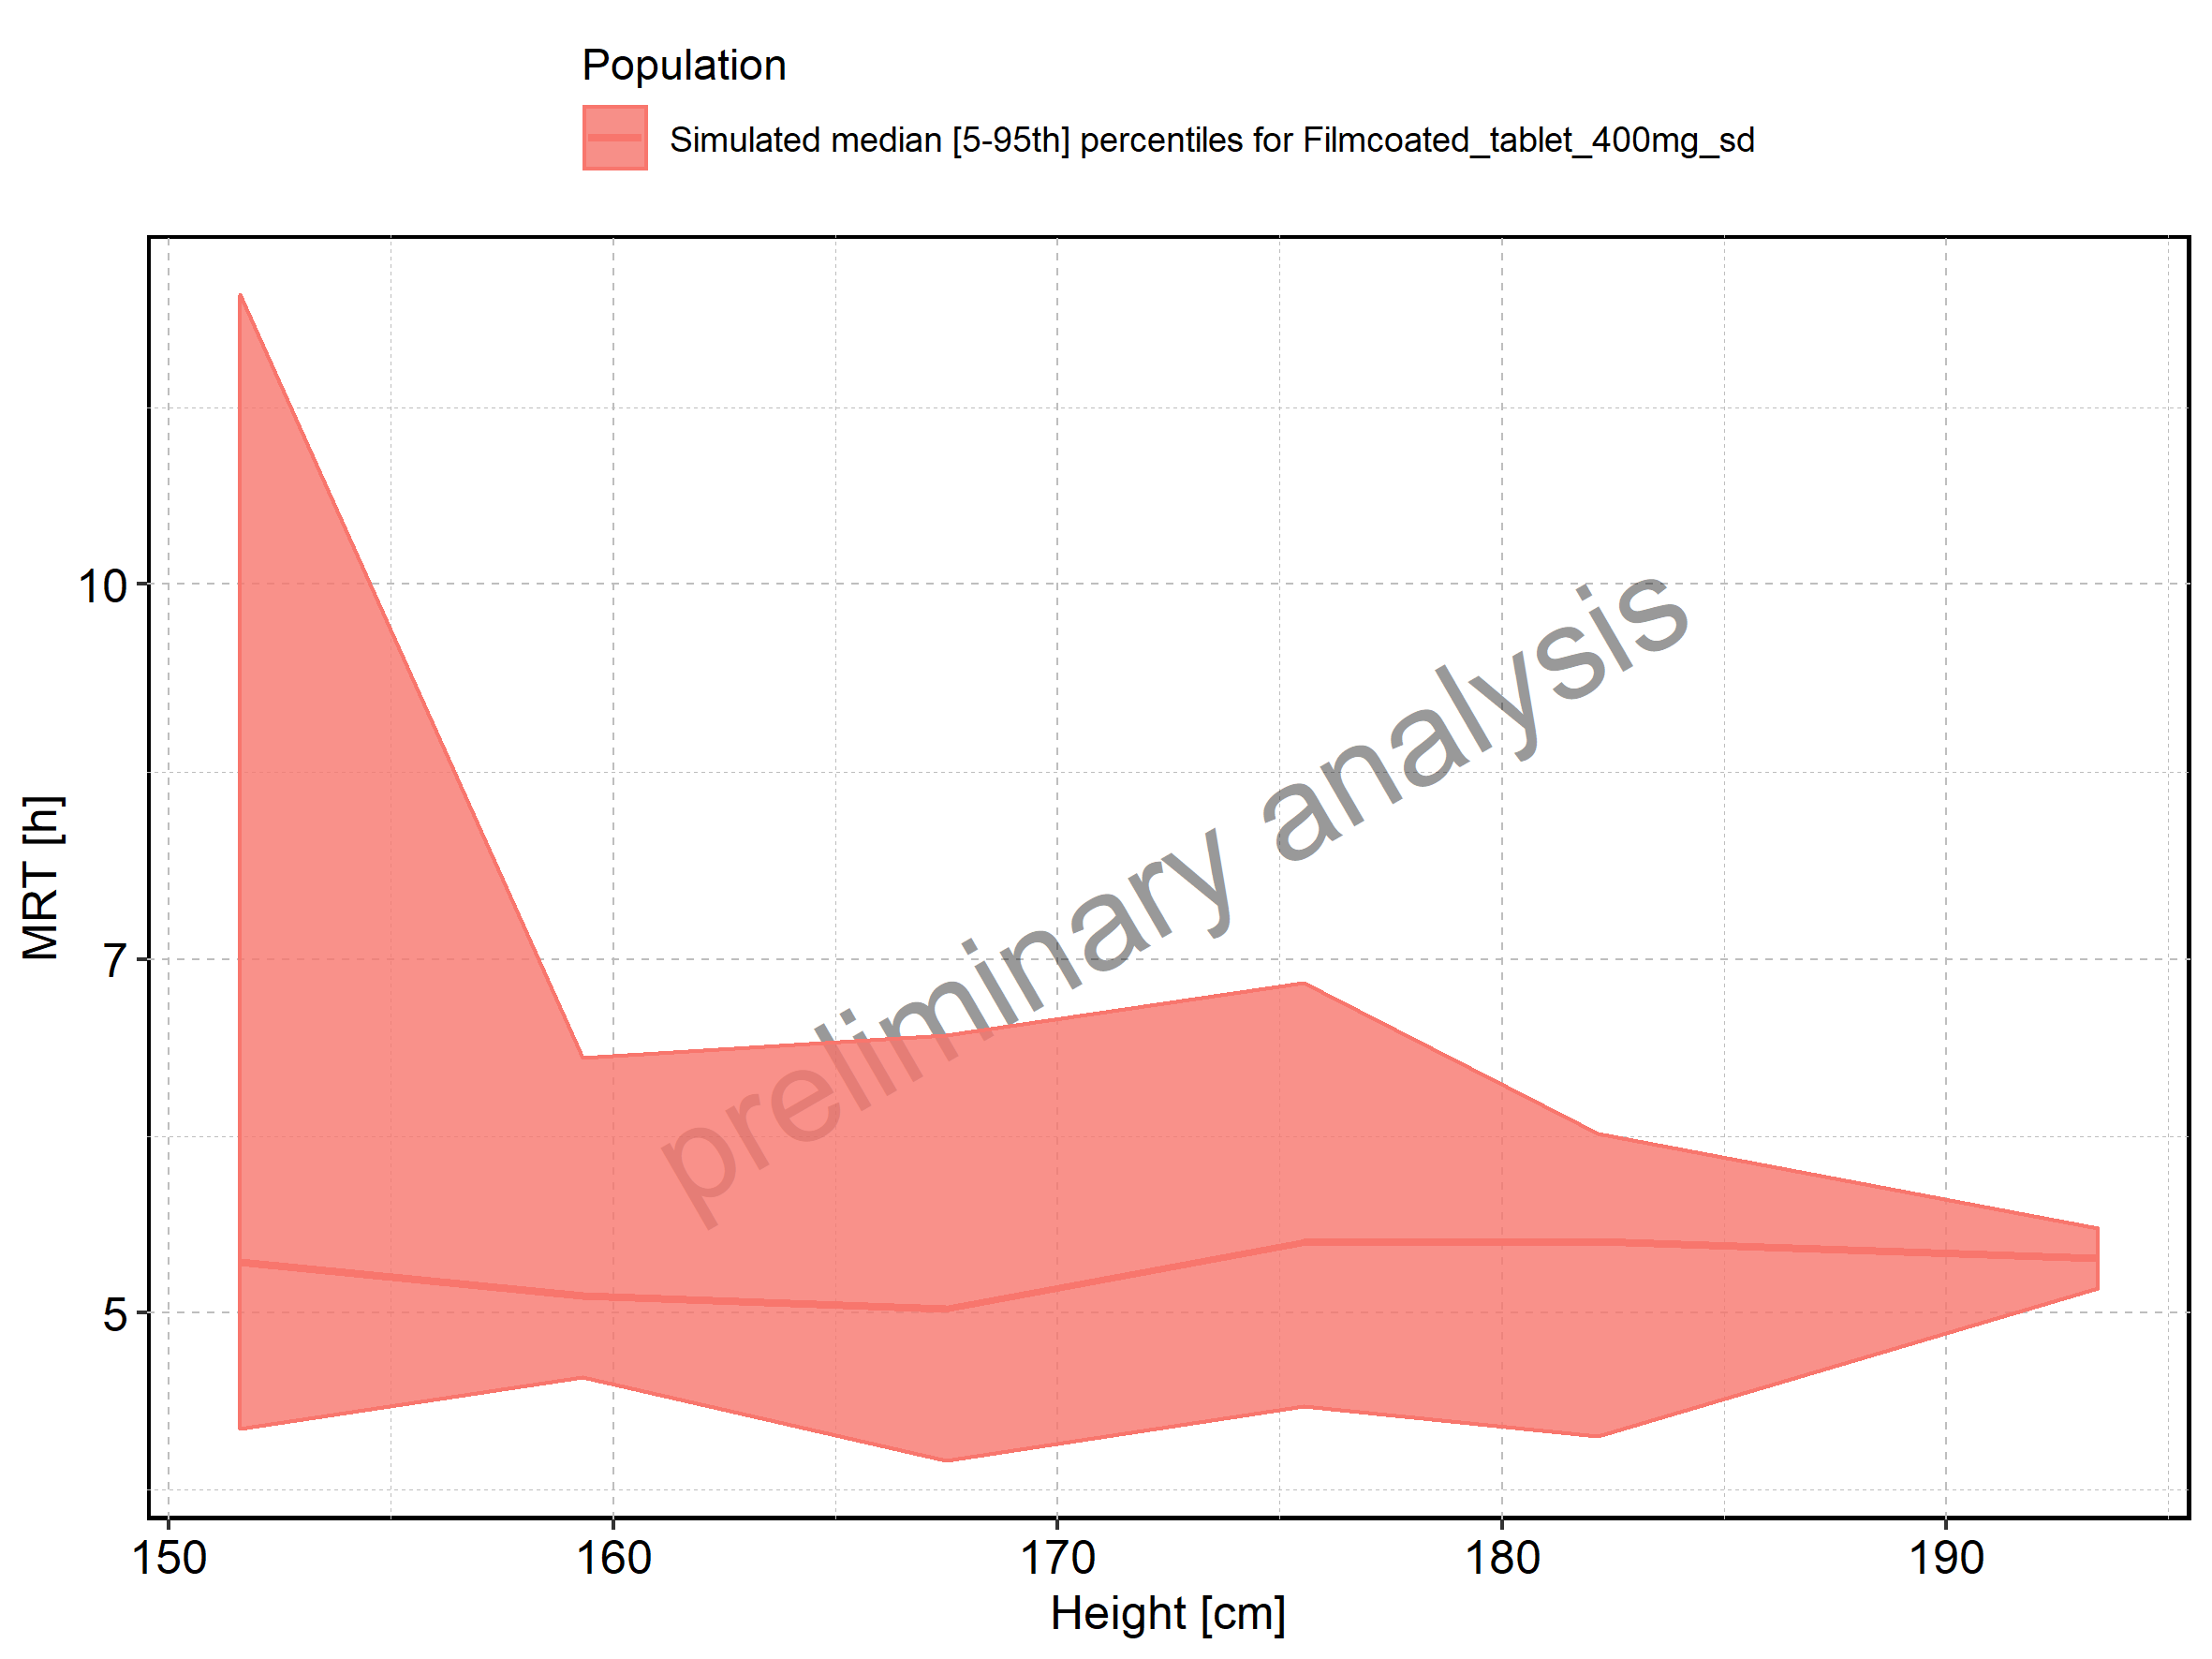 Population
Simulated median [5-95th] percentiles for Filmcoated_tablet_400mg_sd
10
7
5
MRT [h]
preliminary analysis
150 160 170 180 190
Height [cm]